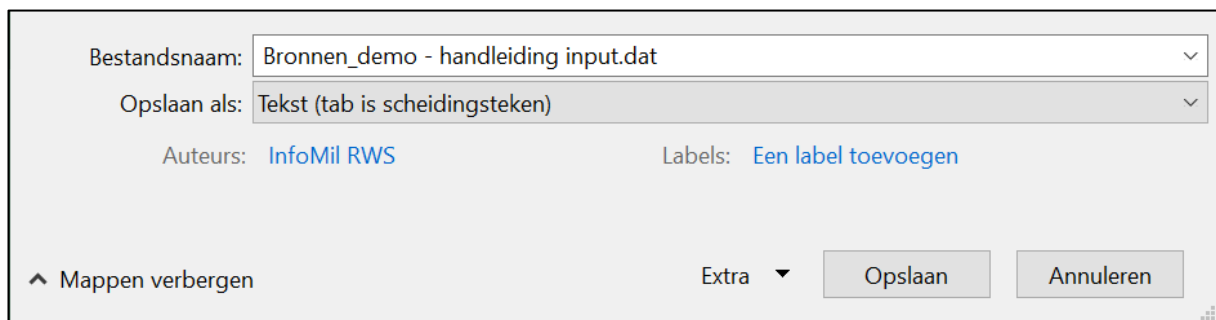 Bestandsnaam: Bronnen_demo - handleiding input.dat
Opslaan als: Tekst (tab is scheidingsteken)
Auteurs: InfoMil RWS Labels: Een label toevoegen
Mappen verbergen Extra Opslaan Annuleren